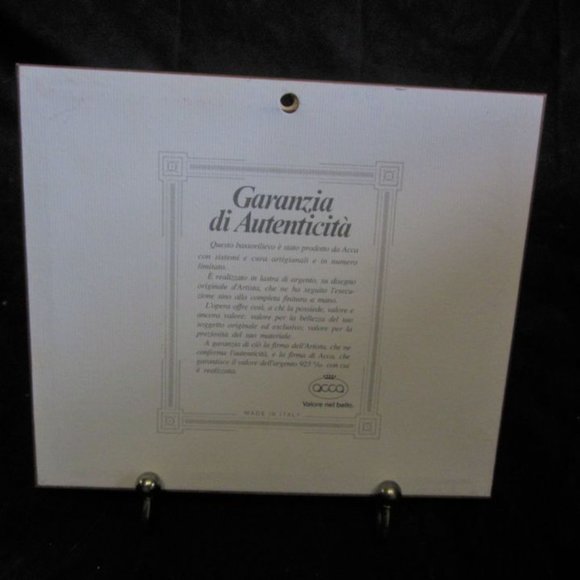 Garanzia
di Autenticità
Questo bassorilievo è stato prodotto da Acca
con sistemi e cura artigianali e in numero
limitato.
È realizzato in lastra di argento, su disegno
originale d'Artista, che ne ha seguito l'esecu-
zione sino alla completa finitura a mano.
L'opera offre così, a chi la possiede, valore e
ancora valore: valore per la bellezza del suo
soggetto originale ed esclusivo; valore per la
preziosità del suo materiale.
A garanzia di ciò la firma dell'Artista, che ne
conferma l'autenticità, e la firma di Acca, che
garantisce il valore dell'argento 925 ‰ con cui
è realizzata.
acca
Valore nel bello.
MADE IN ITALY